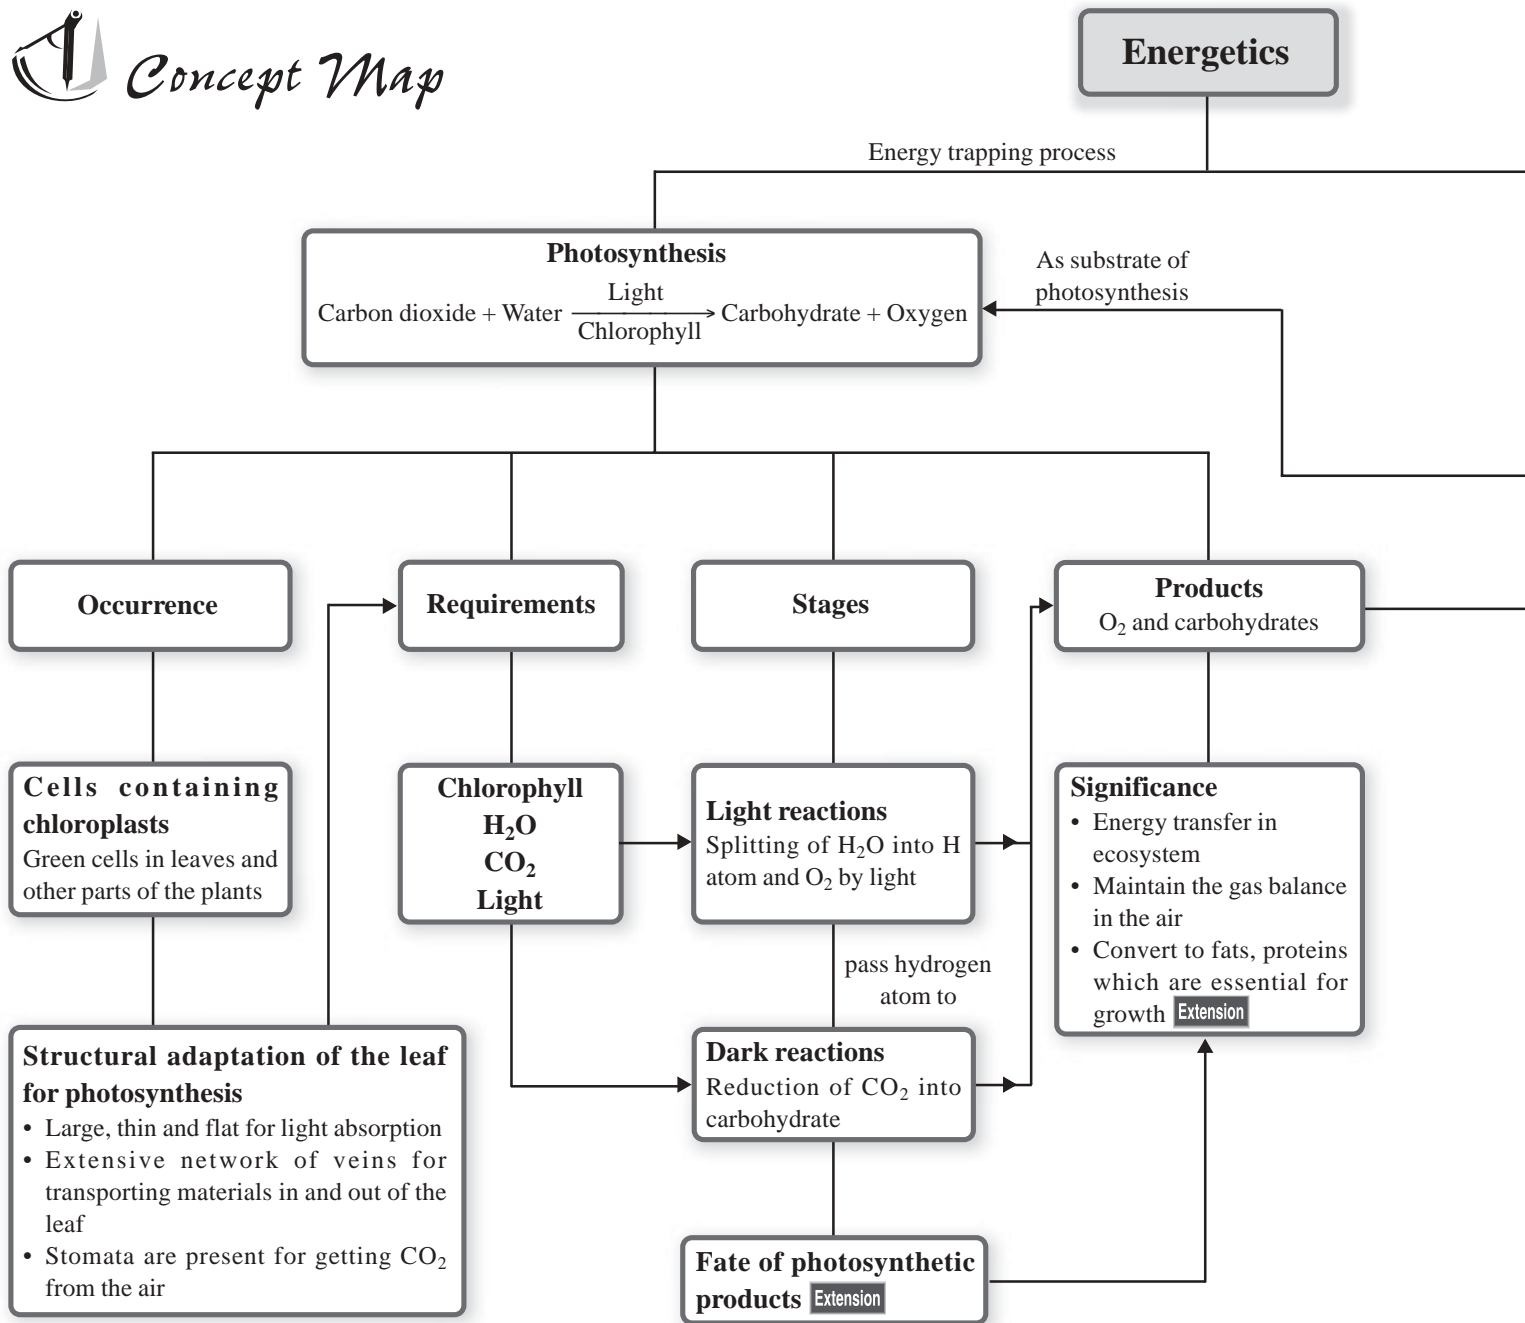 Concept Map
Energetics
Energy trapping process
Photosynthesis
Light
Carbon dioxide + Water → Carbohydrate + Oxygen
Chlorophyll
As substrate of
photosynthesis
Occurrence
Requirements
Stages
Products
O₂ and carbohydrates
Cells containing
chloroplasts
Green cells in leaves and
other parts of the plants
Chlorophyll
H₂O
CO₂
Light
Light reactions
Splitting of H₂O into H
atom and O₂ by light
Significance
• Energy transfer in
ecosystem
• Maintain the gas balance
in the air
• Convert to fats, proteins
which are essential for
growth Extension
pass hydrogen
atom to
Structural adaptation of the leaf
for photosynthesis
• Large, thin and flat for light absorption
• Extensive network of veins for
transporting materials in and out of the
leaf
• Stomata are present for getting CO₂
from the air
Dark reactions
Reduction of CO₂ into
carbohydrate
Fate of photosynthetic
products Extension